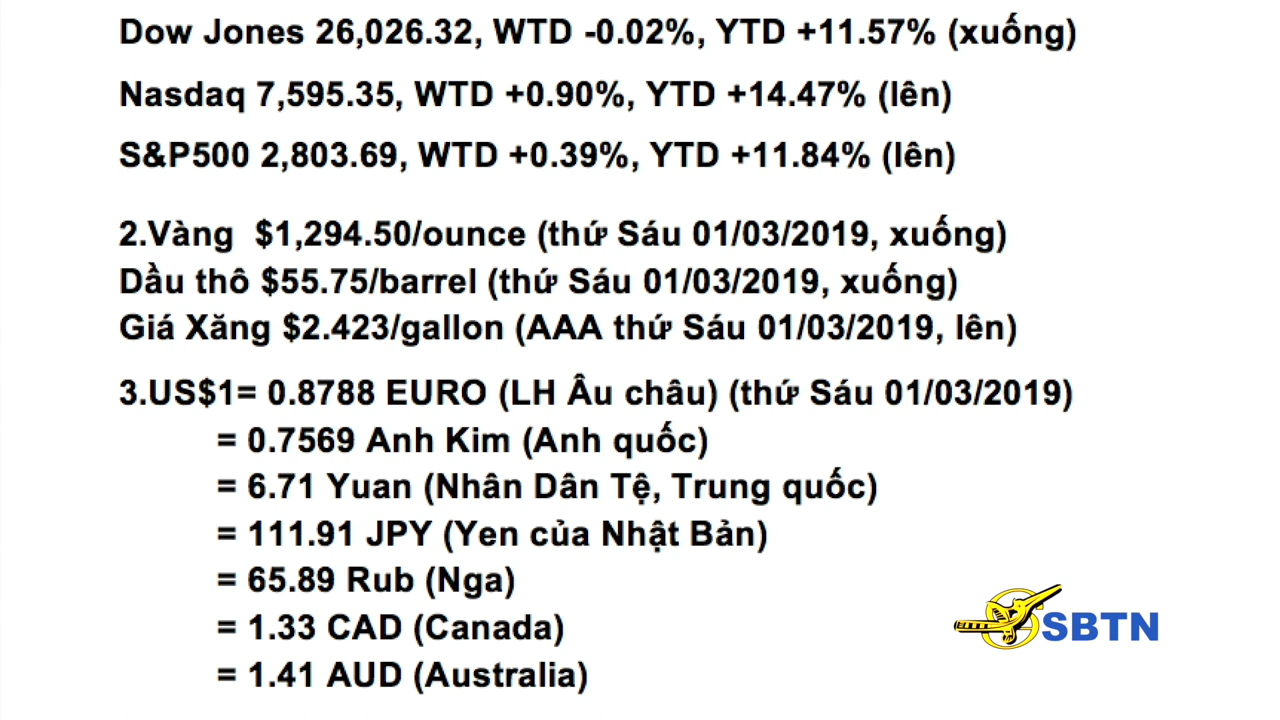 Dow Jones 26,026.32, WTD -0.02%, YTD +11.57% (xuống)
Nasdaq 7,595.35, WTD +0.90%, YTD +14.47% (lên)
S&P500 2,803.69, WTD +0.39%, YTD +11.84% (lên)
2.Vàng  $1,294.50/ounce (thứ Sáu 01/03/2019, xuống)
Dầu thô $55.75/barrel (thứ Sáu 01/03/2019, xuống)
Giá Xăng $2.423/gallon (AAA thứ Sáu 01/03/2019, lên)
3.US$1= 0.8788 EURO (LH Âu châu) (thứ Sáu 01/03/2019)
= 0.7569 Anh Kim (Anh quốc)
= 6.71 Yuan (Nhân Dân Tệ, Trung quốc)
= 111.91 JPY (Yen của Nhật Bản)
= 65.89 Rub (Nga)
= 1.33 CAD (Canada)
= 1.41 AUD (Australia)
SBTN